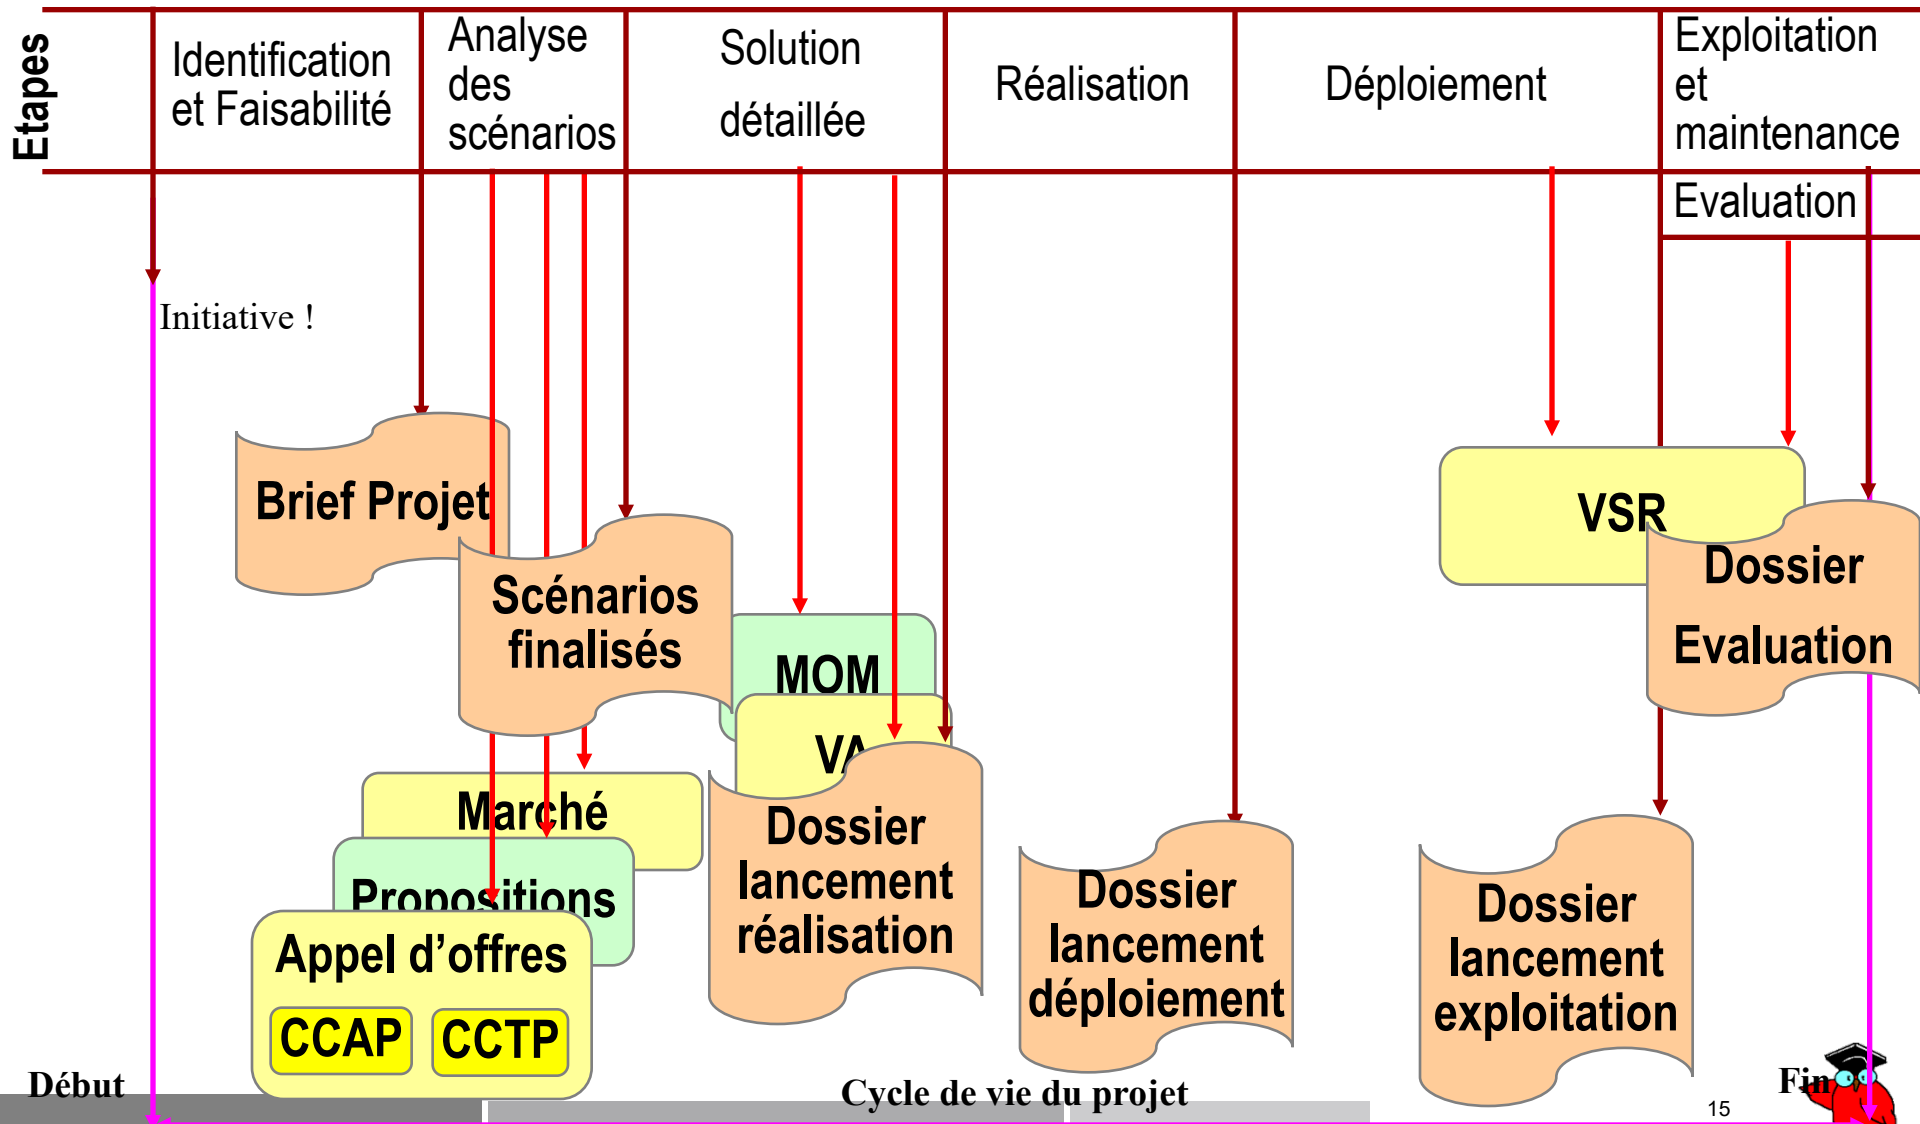 Etapes
Identification
et Faisabilité
Analyse
des
scénarios
Solution
détaillée
Réalisation
Déploiement
Exploitation
et
maintenance
Evaluation
Initiative !
Brief Projet
Scénarios
finalisés
MOM
VA
Marché
Propositions
Appel d’offres
CCAP
CCTP
Dossier
lancement
réalisation
Dossier
lancement
déploiement
VSR
Dossier
Evaluation
Dossier
lancement
exploitation
Début
Cycle de vie du projet
Fin
15